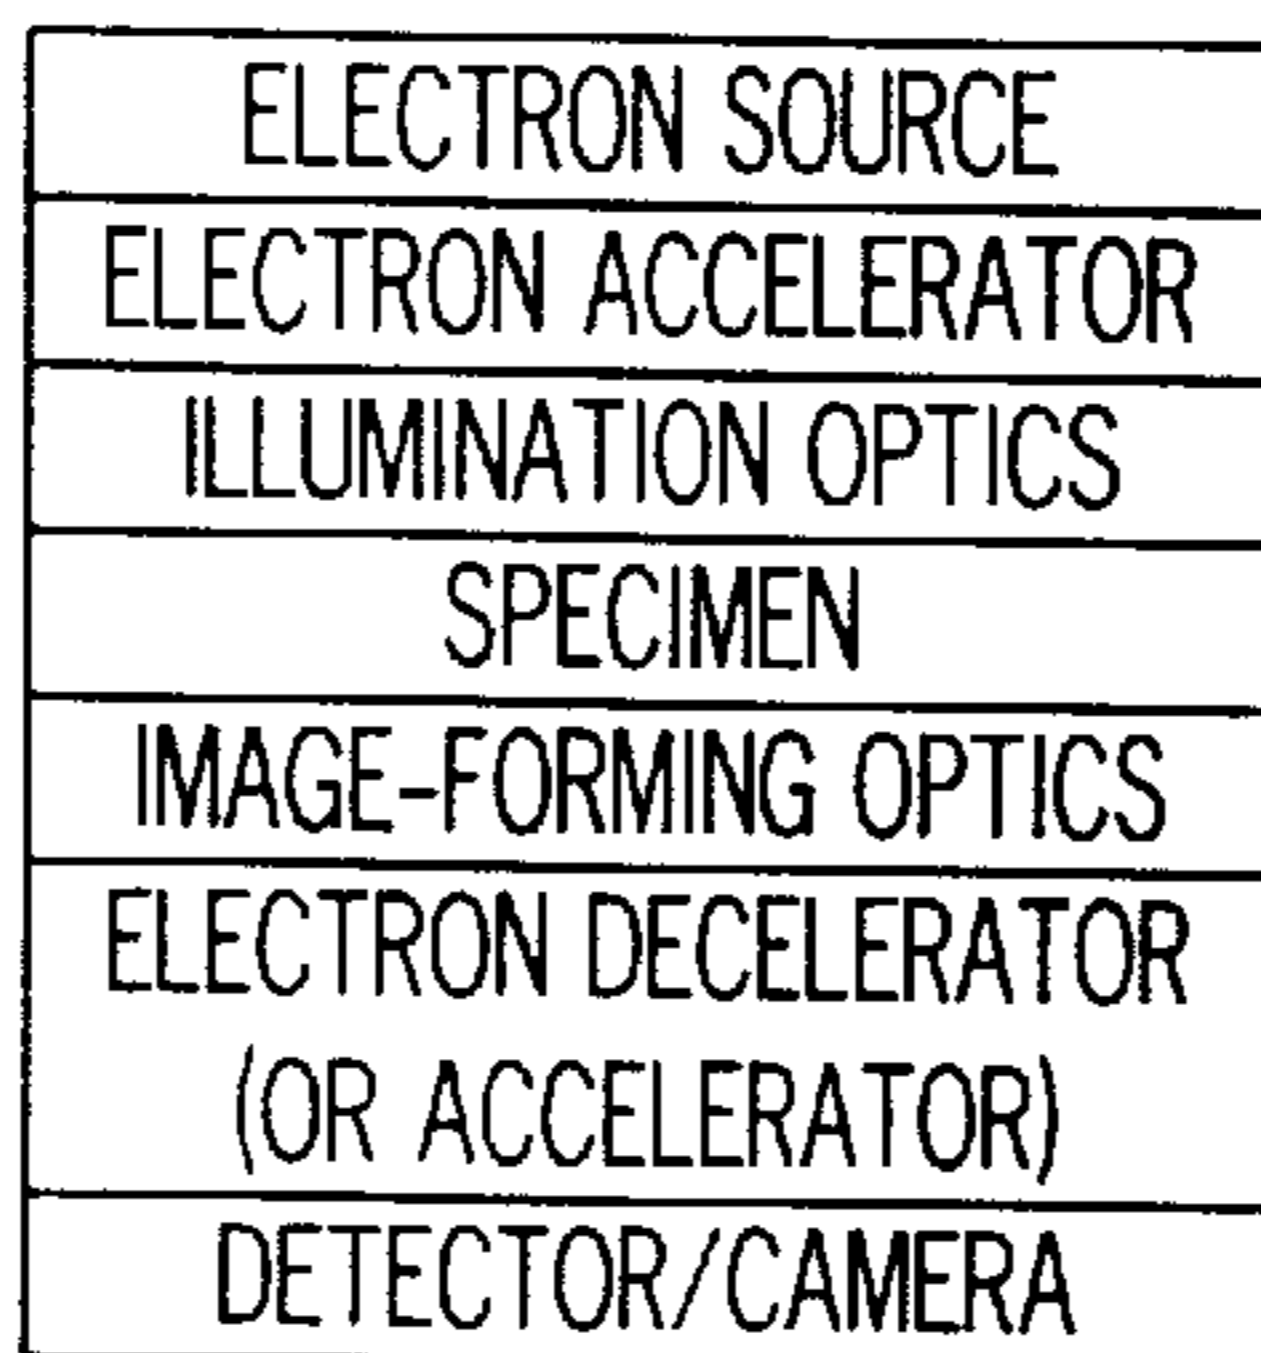 ELECTRON SOURCE
ELECTRON ACCELERATOR
ILLUMINATION OPTICS
SPECIMEN
IMAGE-FORMING OPTICS
ELECTRON DECELERATOR
(OR ACCELERATOR)
DETECTOR/CAMERA